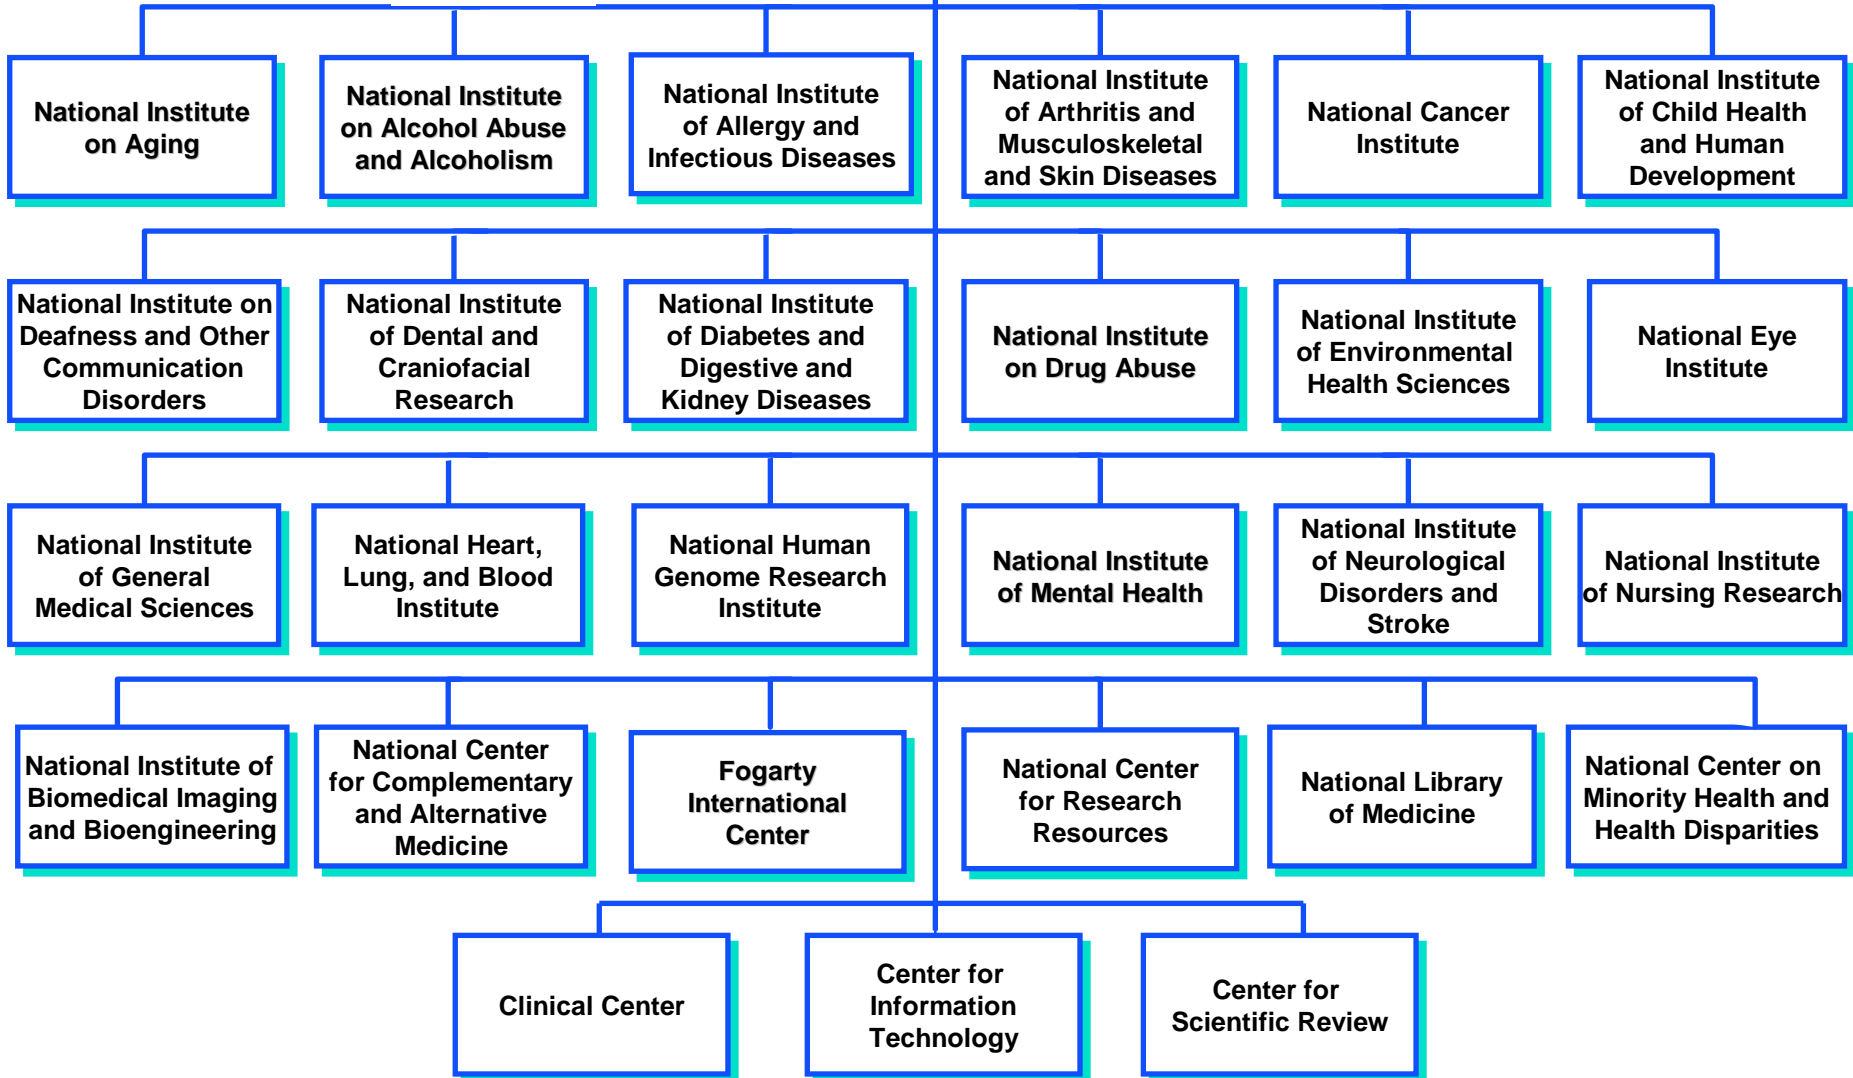 National Institute
on Aging
National Institute
on Alcohol Abuse
and Alcoholism
National Institute
of Allergy and
Infectious Diseases
National Institute
of Arthritis and
Musculoskeletal
and Skin Diseases
National Cancer
Institute
National Institute
of Child Health
and Human
Development
National Institute on
Deafness and Other
Communication
Disorders
National Institute
of Dental and
Craniofacial
Research
National Institute
of Diabetes and
Digestive and
Kidney Diseases
National Institute
on Drug Abuse
National Institute
of Environmental
Health Sciences
National Eye
Institute
National Institute
of General
Medical Sciences
National Heart,
Lung, and Blood
Institute
National Human
Genome Research
Institute
National Institute
of Mental Health
National Institute
of Neurological
Disorders and
Stroke
National Institute
of Nursing Research
National Institute of
Biomedical Imaging
and Bioengineering
National Center
for Complementary
and Alternative
Medicine
Fogarty
International
Center
National Center
for Research
Resources
National Library
of Medicine
National Center on
Minority Health and
Health Disparities
Clinical Center
Center for
Information
Technology
Center for
Scientific Review